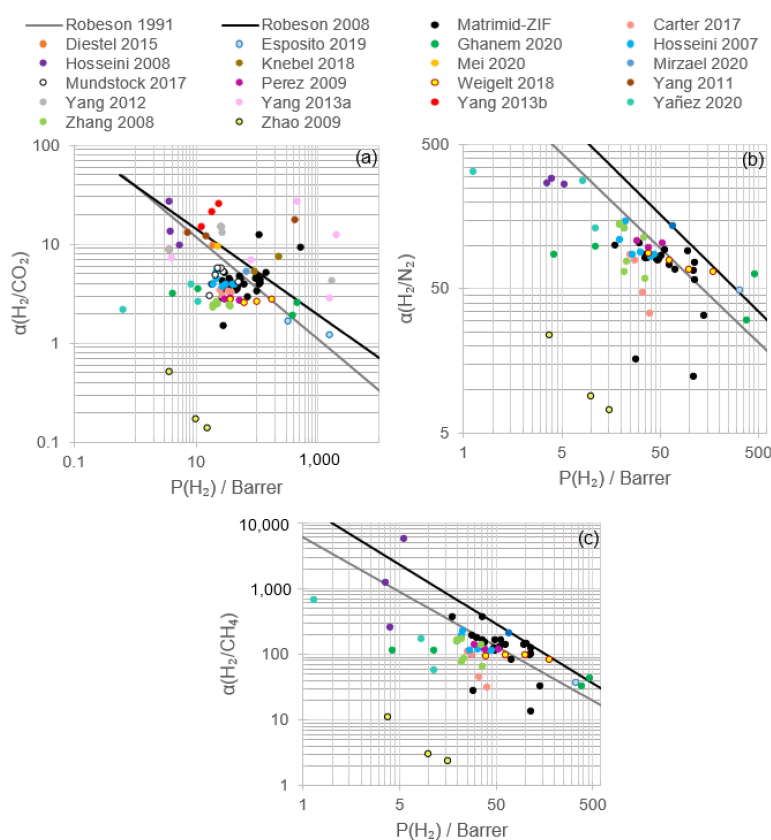 Robeson 1991 Robeson 2008 Matrimid-ZIF Carter 2017
Diestel 2015 Esposito 2019 Ghanem 2020 Hosseini 2007
Hosseini 2008 Knebel 2018 Mei 2020 Mirzael 2020
Mundstock 2017 Perez 2009 Weigelt 2018 Yang 2011
Yang 2012 Yang 2013a Yang 2013b Yañez 2020
Zhang 2008 Zhao 2009
(a)
100
10
1
0.1
α(H₂/CO₂)
0.1 10 1,000
P(H₂) / Barrer
(b)
500
50
5
α(H₂/N₂)
1 5 50 500
P(H₂) / Barrer
(c)
10,000
1,000
100
10
1
α(H₂/CH₄)
1 5 50 500
P(H₂) / Barrer